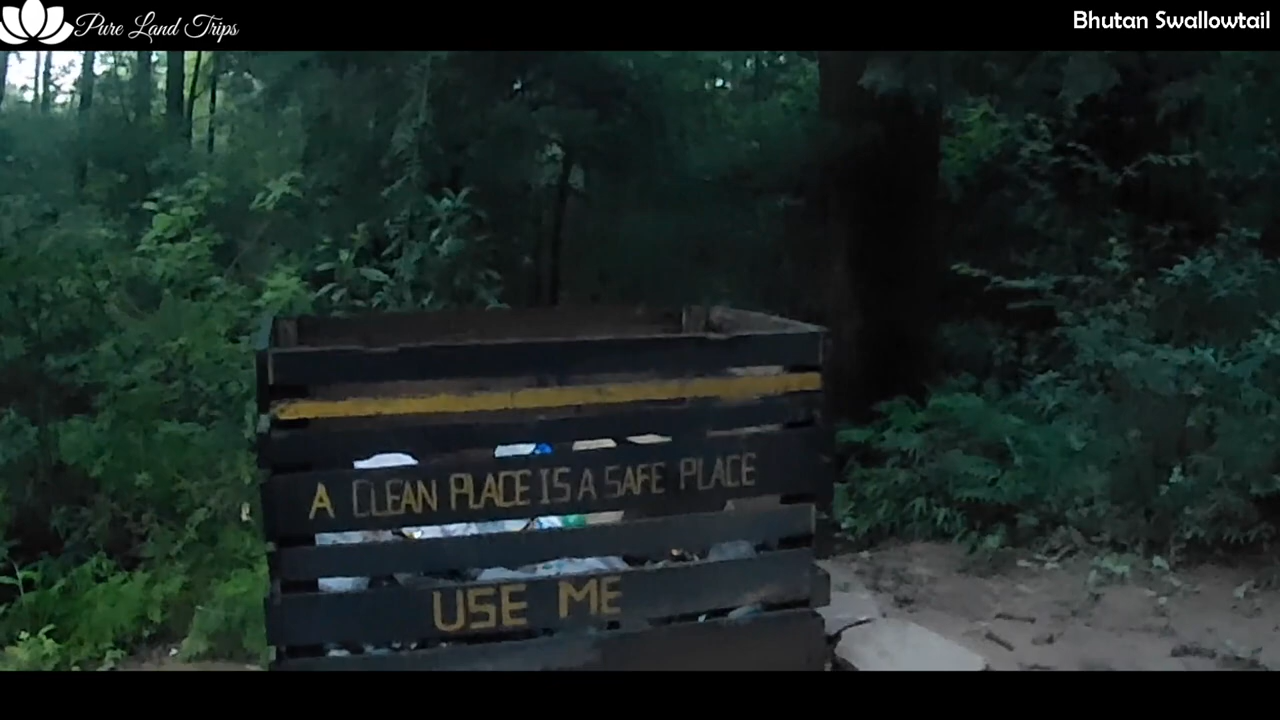 Pure Land Trips
Bhutan Swallowtail
A CLEAN PLACE IS A SAFE PLACE
USE ME